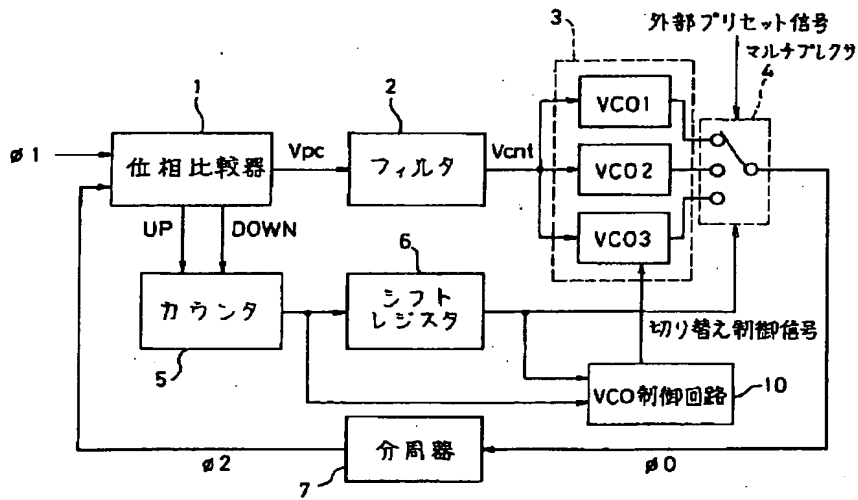 外部プリセット信号
マルチプレクサ
3
4
1
2
VCO1
ø1
位相比較器
Vpc
フィルタ
Vcnt
VCO2
UP
DOWN
6
VCO3
カウンタ
シフト
レジスタ
切り替え制御信号
5
VCO制御回路
10
分周器
ø2
ø0
7